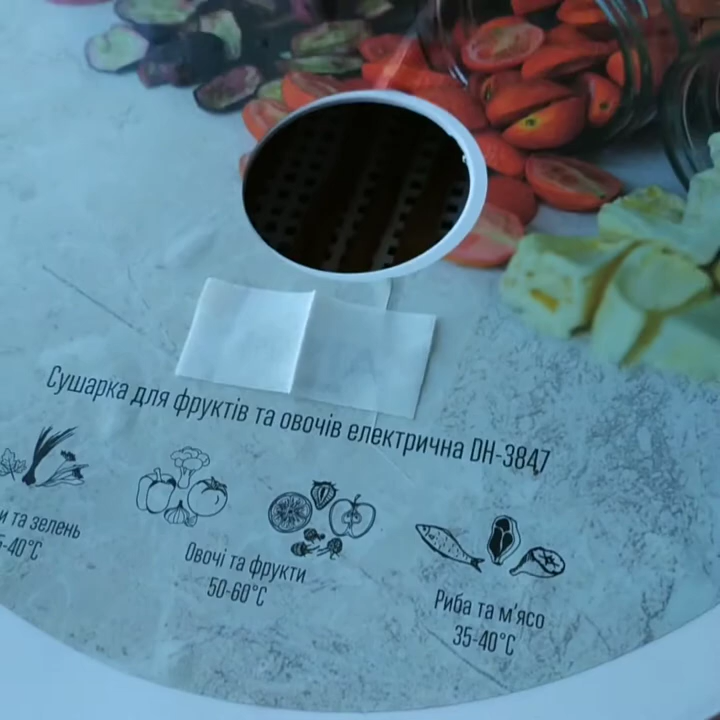 Сушарка для фруктів та овочів електрична DH-3847
та зелень
-40°C
Овочі та фрукти
50-60°C
Риба та м'ясо
35-40°C